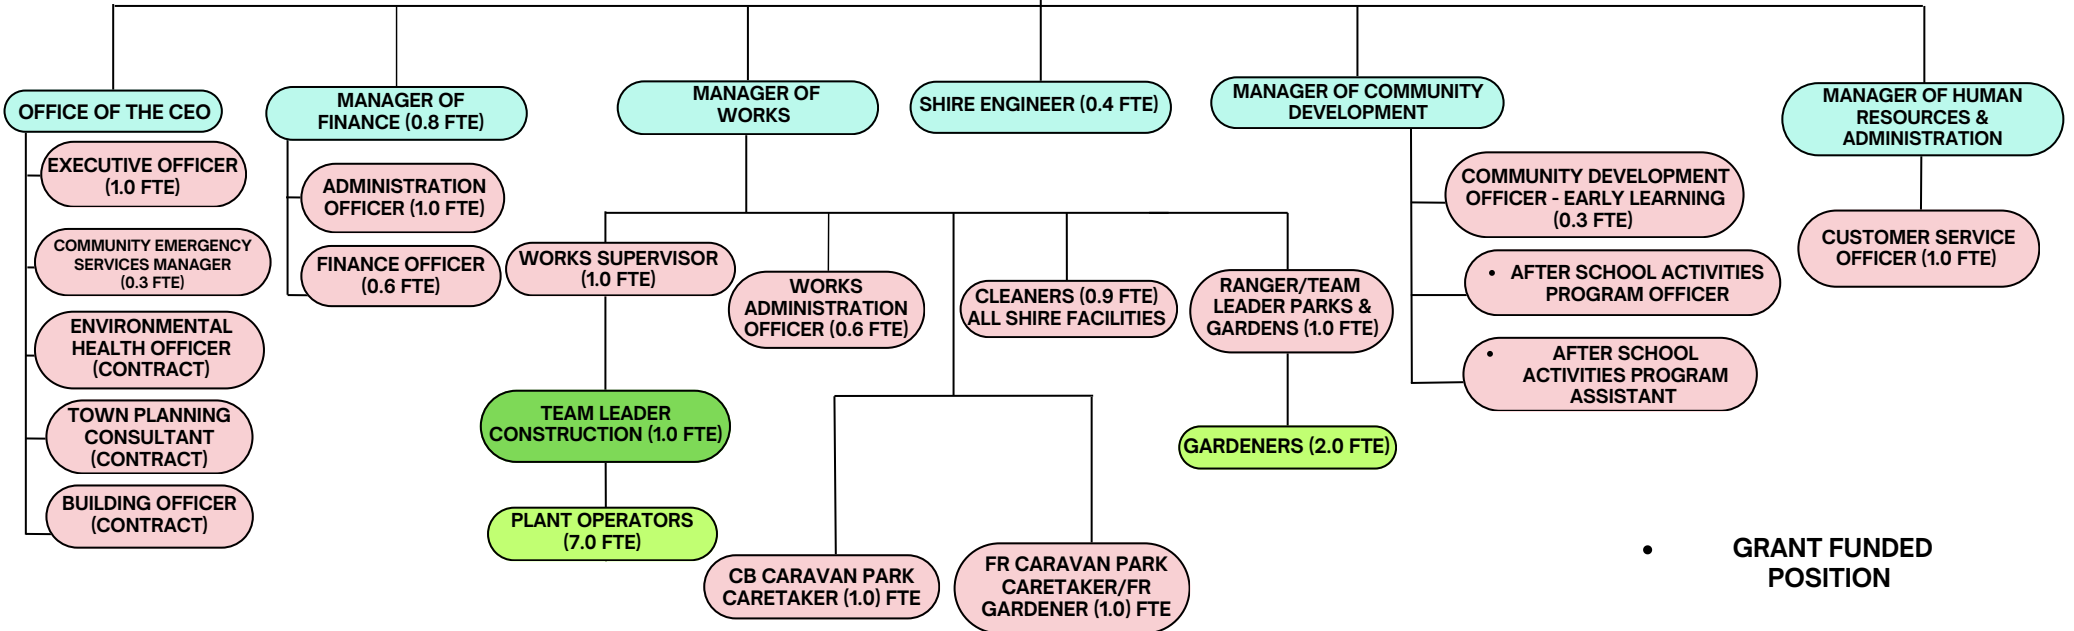 OFFICE OF THE CEO
EXECUTIVE OFFICER
(1.0 FTE)
COMMUNITY EMERGENCY
SERVICES MANAGER
(0.3 FTE)
ENVIRONMENTAL
HEALTH OFFICER
(CONTRACT)
TOWN PLANNING
CONSULTANT
(CONTRACT)
BUILDING OFFICER
(CONTRACT)
MANAGER OF
FINANCE (0.8 FTE)
ADMINISTRATION
OFFICER (1.0 FTE)
FINANCE OFFICER
(0.6 FTE)
MANAGER OF
WORKS
WORKS SUPERVISOR
(1.0 FTE)
TEAM LEADER
CONSTRUCTION (1.0 FTE)
PLANT OPERATORS
(7.0 FTE)
WORKS
ADMINISTRATION
OFFICER (0.6 FTE)
CB CARAVAN PARK
CARETAKER (1.0) FTE
FR CARAVAN PARK
CARETAKER/FR
GARDENER (1.0) FTE
CLEANERS (0.9 FTE)
ALL SHIRE FACILITIES
RANGER/TEAM
LEADER PARKS &
GARDENS (1.0 FTE)
GARDENERS (2.0 FTE)
SHIRE ENGINEER (0.4 FTE)
MANAGER OF COMMUNITY
DEVELOPMENT
COMMUNITY DEVELOPMENT
OFFICER - EARLY LEARNING
(0.3 FTE)
• AFTER SCHOOL ACTIVITIES
PROGRAM OFFICER
• AFTER SCHOOL
ACTIVITIES PROGRAM
ASSISTANT
MANAGER OF HUMAN
RESOURCES &
ADMINISTRATION
CUSTOMER SERVICE
OFFICER (1.0 FTE)
• GRANT FUNDED
POSITION